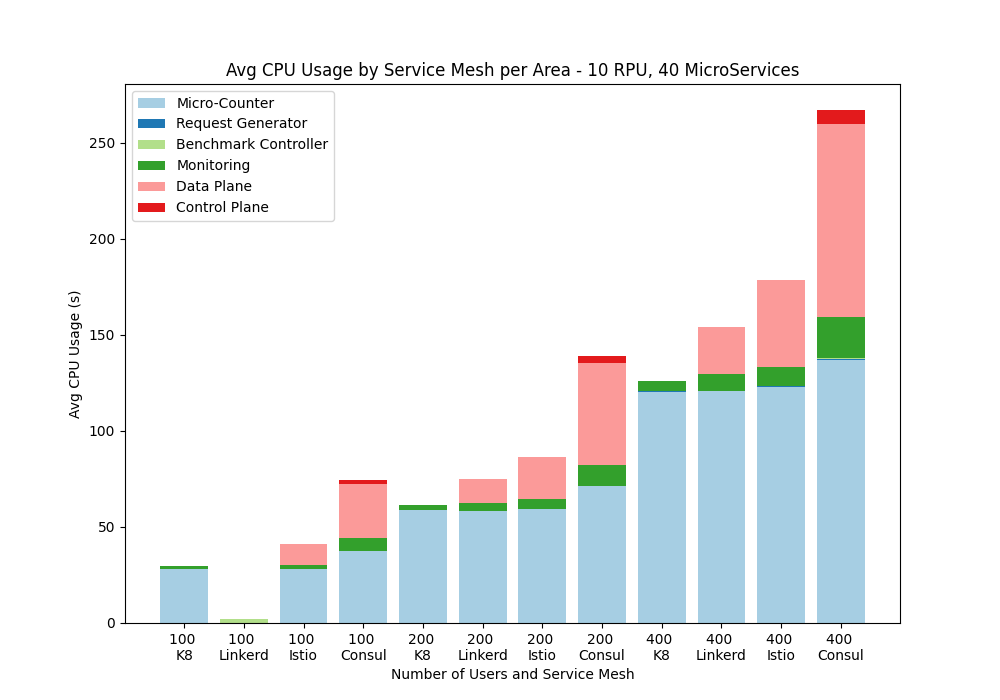 Avg CPU Usage by Service Mesh per Area - 10 RPU, 40 MicroServices
Micro-Counter
Request Generator
Benchmark Controller
Monitoring
Data Plane
Control Plane
Avg CPU Usage (s)
250
200
150
100
50
0
100 100 100 100 200 200 200 200 400 400 400 400
K8 Linkerd Istio Consul K8 Linkerd Istio Consul K8 Linkerd Istio Consul
Number of Users and Service Mesh